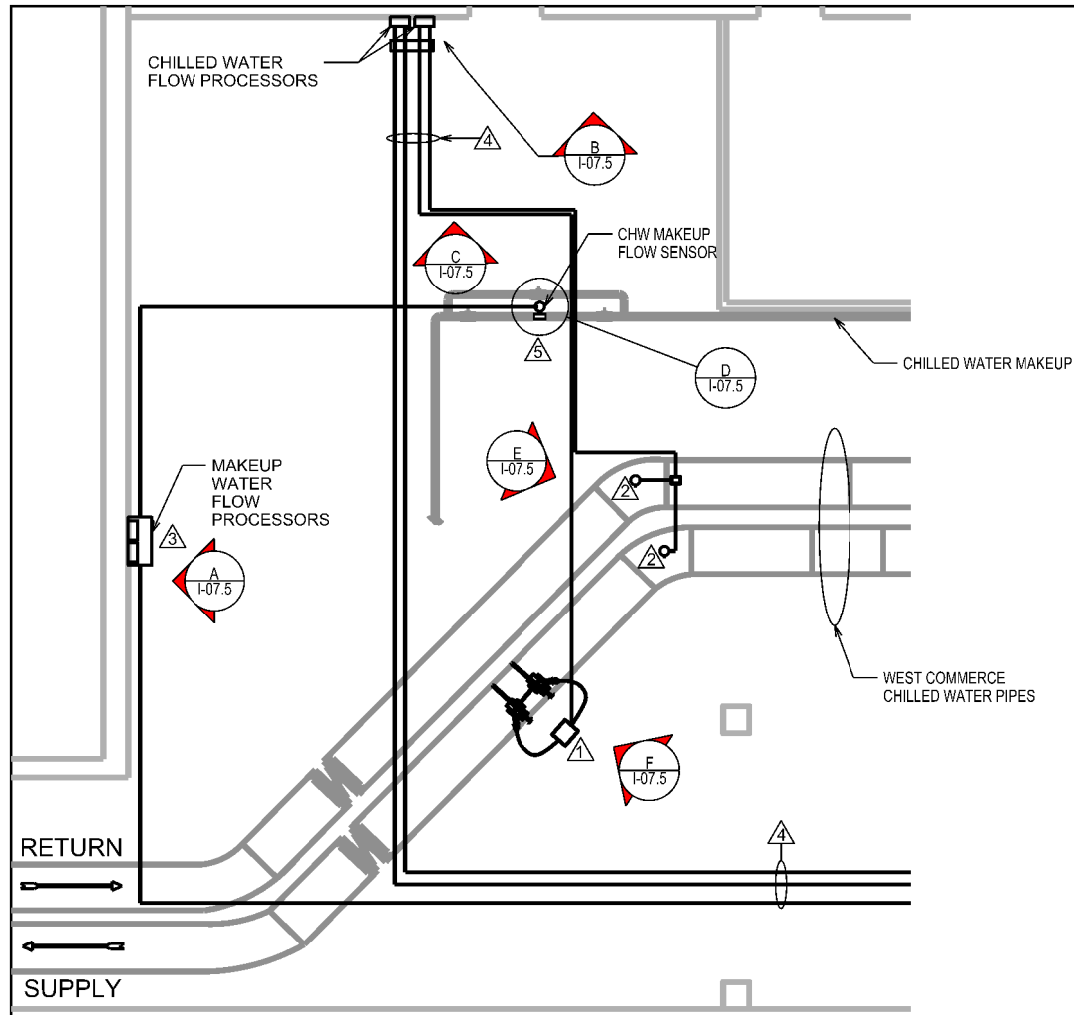 CHILLED WATER
FLOW PROCESSORS
4
B
I-07.5
C
I-07.5
CHW MAKEUP
FLOW SENSOR
5
D
I-07.5
CHILLED WATER MAKEUP
E
I-07.5
MAKEUP
WATER
FLOW
PROCESSORS
2
3
2
A
I-07.5
WEST COMMERCE
CHILLED WATER PIPES
1
F
I-07.5
RETURN
4
SUPPLY